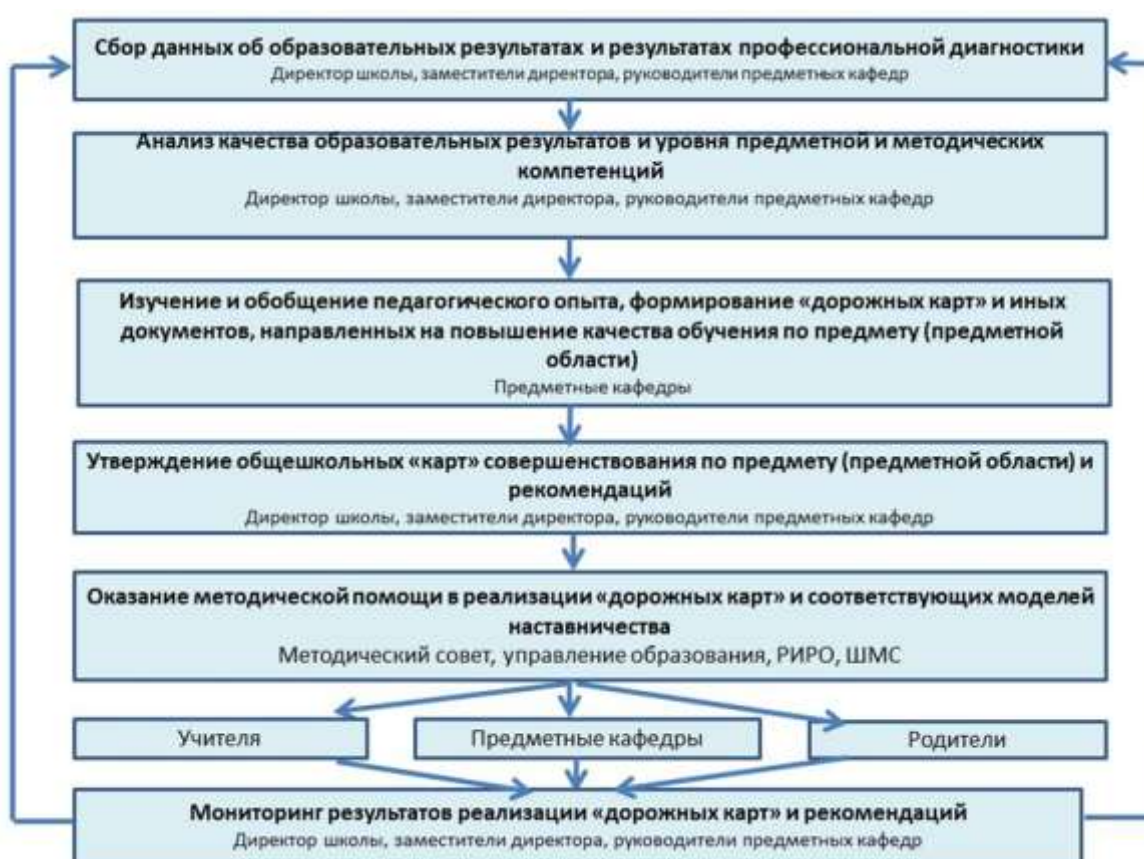 Сбор данных об образовательных результатах и результатах профессиональной диагностики
Директор школы, заместители директора, руководители предметных кафедр
Анализ качества образовательных результатов и уровня предметной и методических
компетенций
Директор школы, заместители директора, руководители предметных кафедр
Изучение и обобщение педагогического опыта, формирование «дорожных карт» и иных
документов, направленных на повышение качества обучения по предмету (предметной
области)
Предметные кафедры
Утверждение общешкольных «карт» совершенствования по предмету (предметной области) и
рекомендаций
Директор школы, заместители директора, руководители предметных кафедр
Оказание методической помощи в реализации «дорожных карт» и соответствующих моделей
наставничества
Методический совет, управление образования, РИРО, ШМС
Учителя
Предметные кафедры
Родители
Мониторинг результатов реализации «дорожных карт» и рекомендаций
Директор школы, заместители директора, руководители предметных кафедр